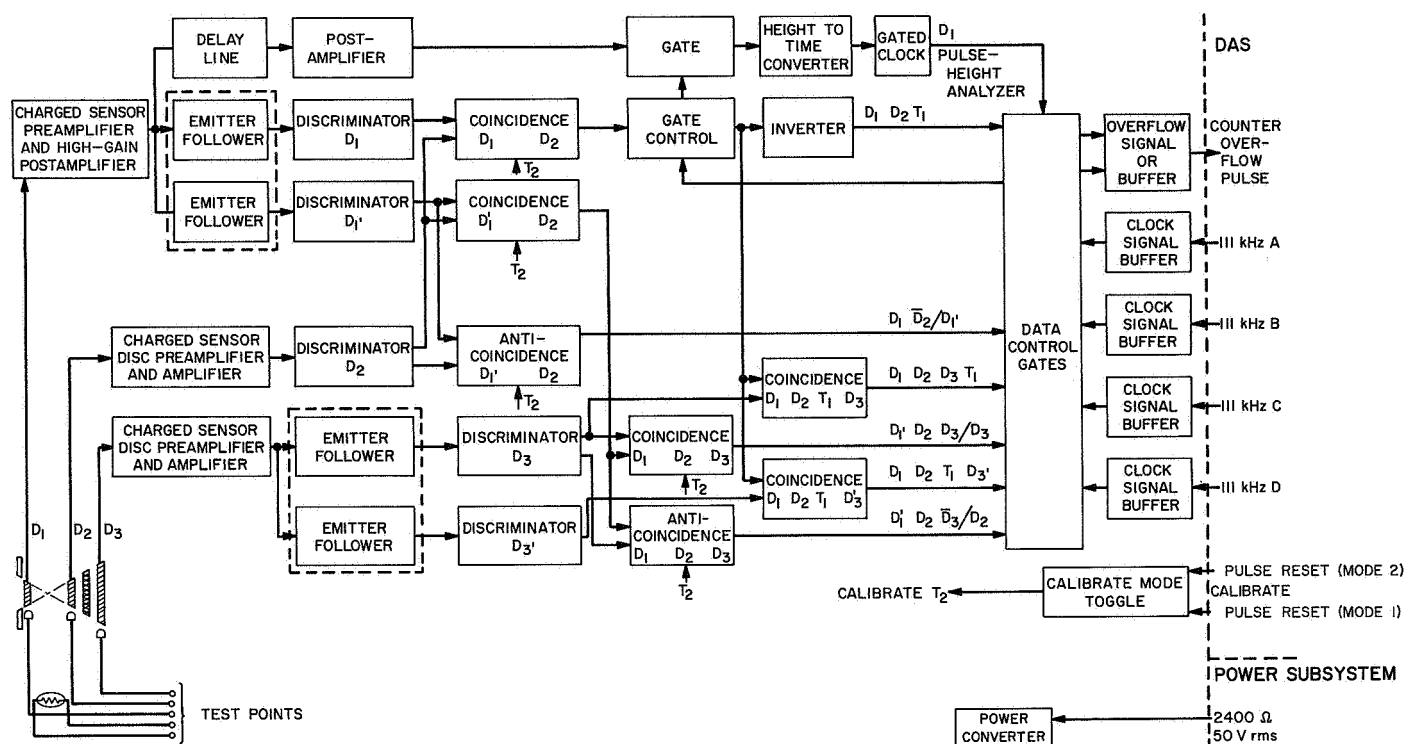 DELAY
LINE
POST-
AMPLIFIER
GATE
HEIGHT TO
TIME
CONVERTER
GATED
CLOCK
D1
PULSE-
HEIGHT
ANALYZER
DAS
CHARGED SENSOR
PREAMPLIFIER
AND HIGH-GAIN
POSTAMPLIFIER
EMITTER
FOLLOWER
DISCRIMINATOR
D1
COINCIDENCE
D1 D2
T2
GATE
CONTROL
INVERTER
D1 D2 T1
OVERFLOW
SIGNAL
OR
BUFFER
COUNTER
OVER-
FLOW
PULSE
EMITTER
FOLLOWER
DISCRIMINATOR
D1'
COINCIDENCE
D1' D2
T2
CLOCK
SIGNAL
BUFFER
111 kHz A
CHARGED SENSOR
DISC PREAMPLIFIER
AND AMPLIFIER
DISCRIMINATOR
D2
ANTI-
COINCIDENCE
D1' D2
T2
D1 D̅2/D1'
DATA
CONTROL
GATES
CLOCK
SIGNAL
BUFFER
111 kHz B
COINCIDENCE
D1 D2 T1 D3
D1 D2 D3 T1
CLOCK
SIGNAL
BUFFER
111 kHz C
CHARGED SENSOR
DISC PREAMPLIFIER
AND AMPLIFIER
EMITTER
FOLLOWER
DISCRIMINATOR
D3
COINCIDENCE
D1 D2 D3
T2
D1' D2 D3/D3
COINCIDENCE
D1 D2 T1 D3'
D1 D2 T1 D3'
CLOCK
SIGNAL
BUFFER
111 kHz D
EMITTER
FOLLOWER
DISCRIMINATOR
D3'
ANTI-
COINCIDENCE
D1 D2 D3
T2
D1' D2 D̅3/D2
D1 D2 D3
CALIBRATE T2
CALIBRATE MODE
TOGGLE
PULSE RESET (MODE 2)
CALIBRATE
PULSE RESET (MODE 1)
TEST POINTS
POWER SUBSYSTEM
POWER
CONVERTER
2400 Ω
50 V rms